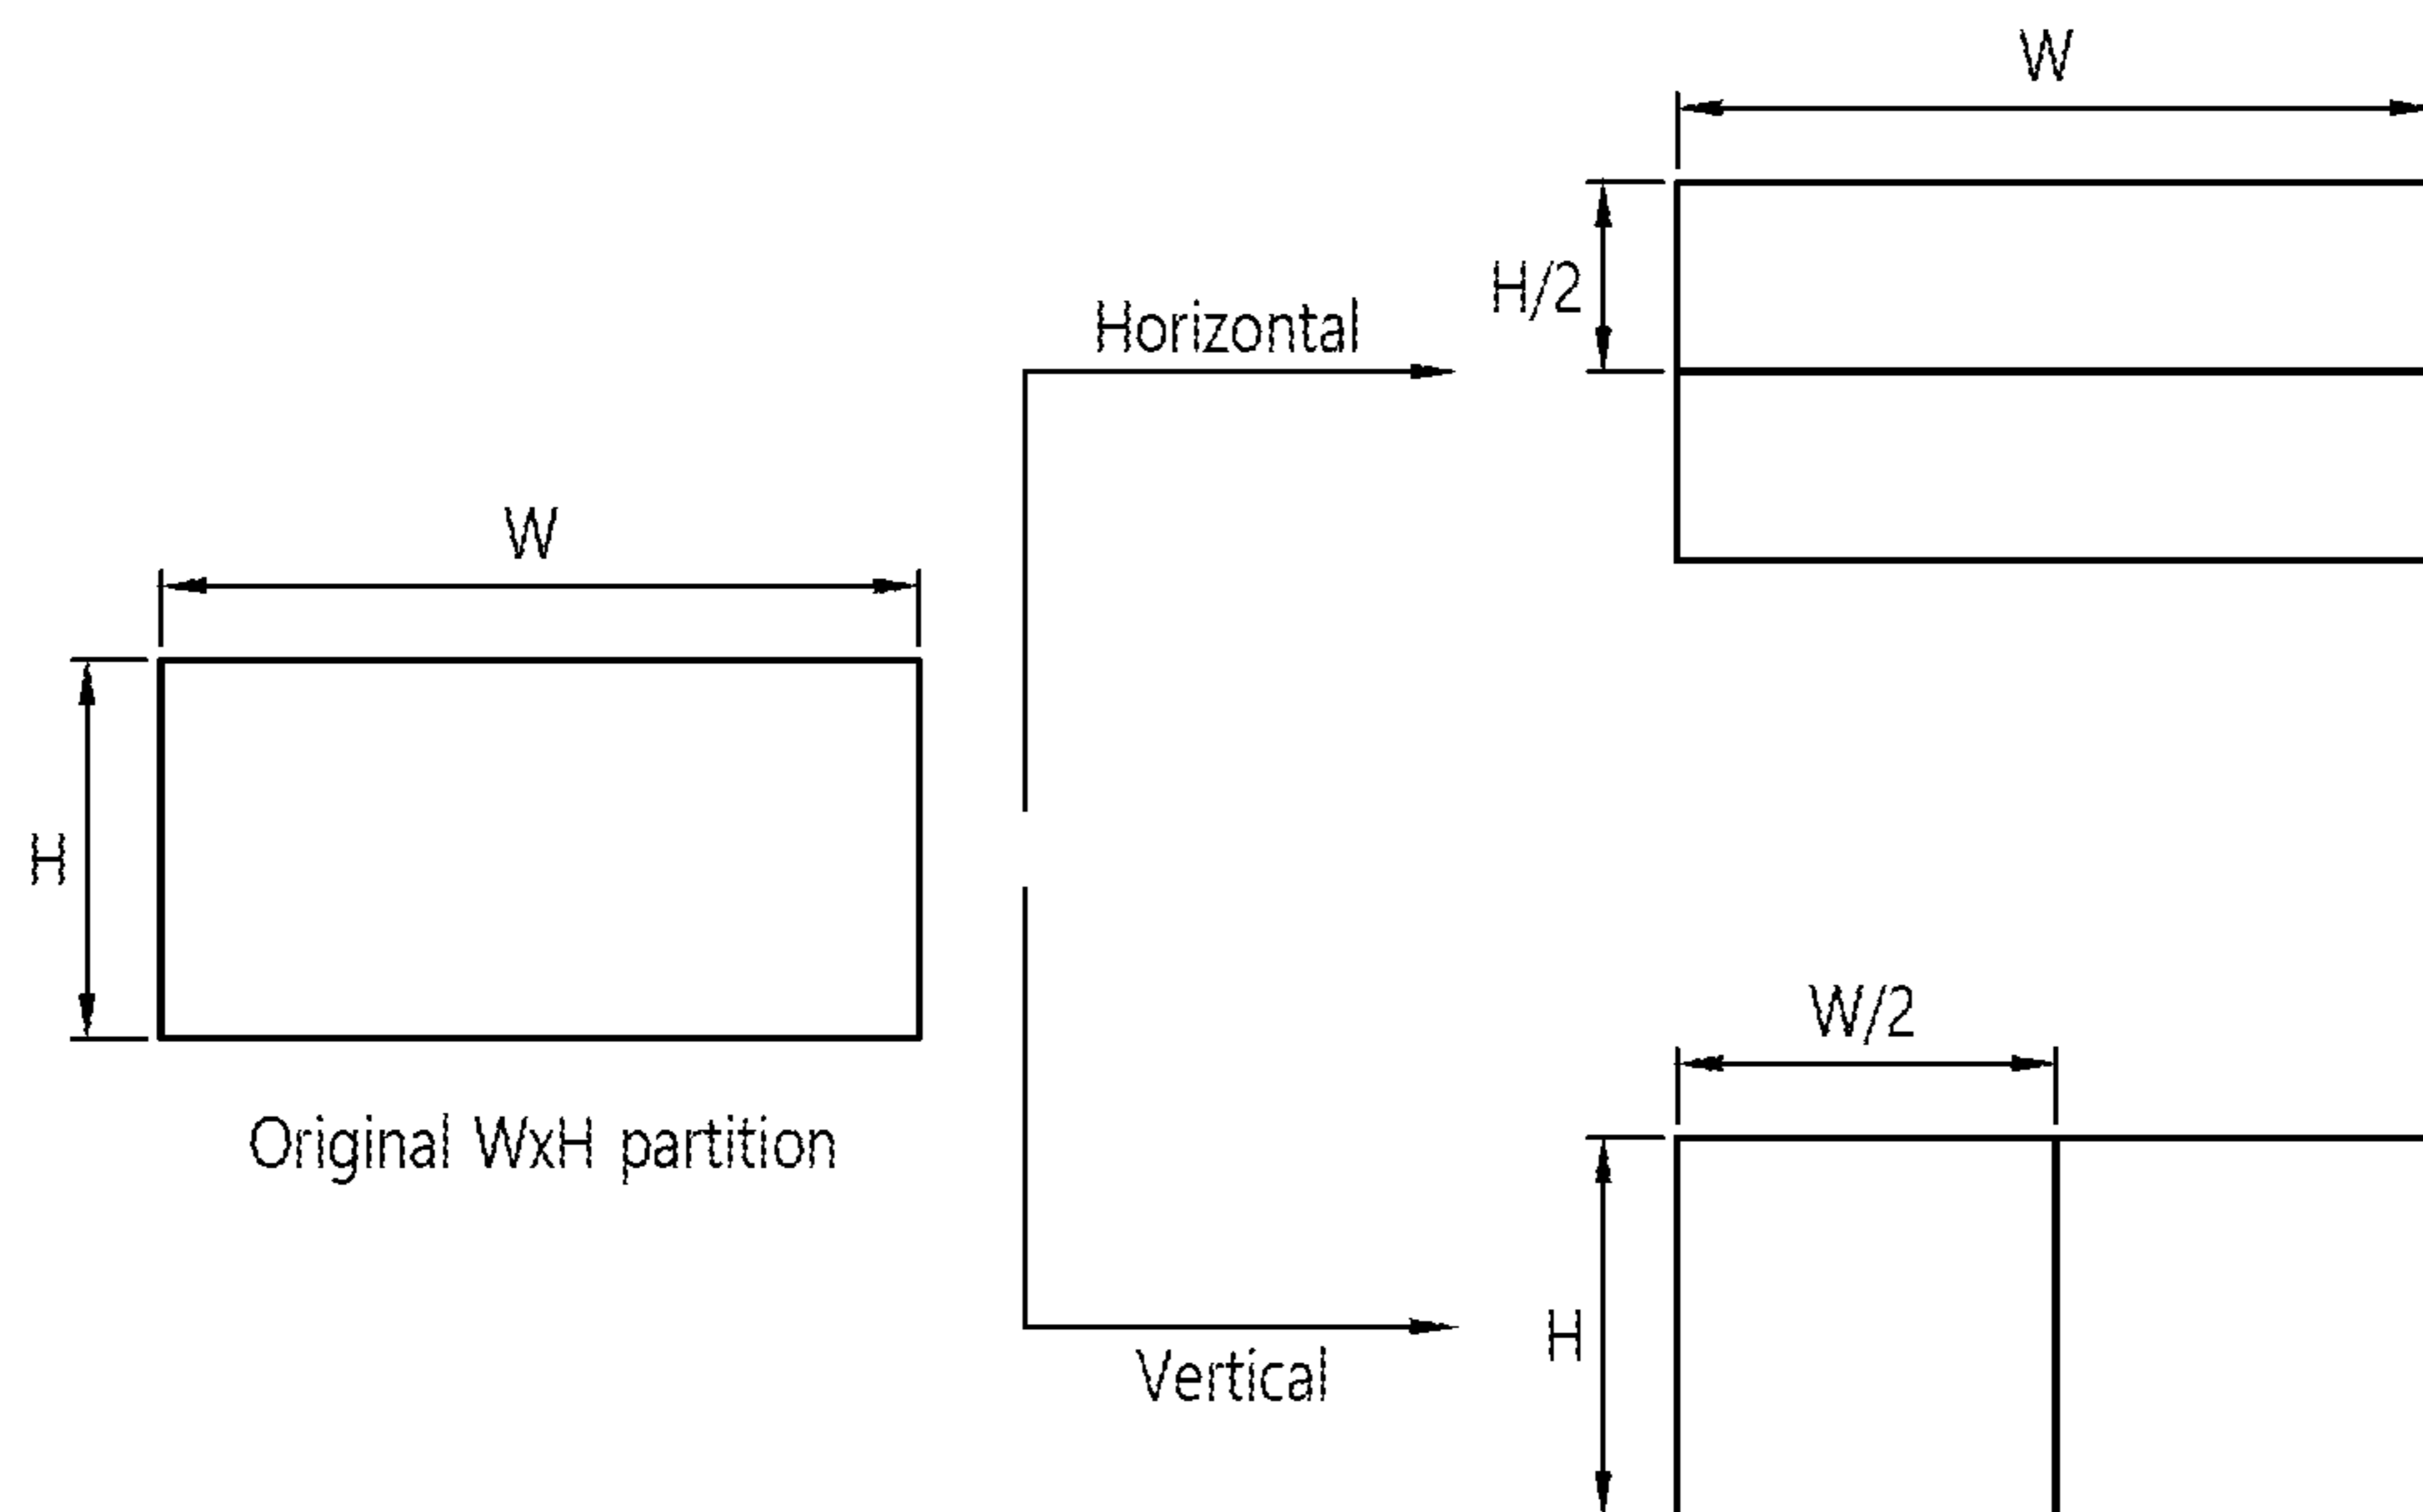 W
H/2
Horizontal
W
H
W/2
Original WxH partition
H
Vertical